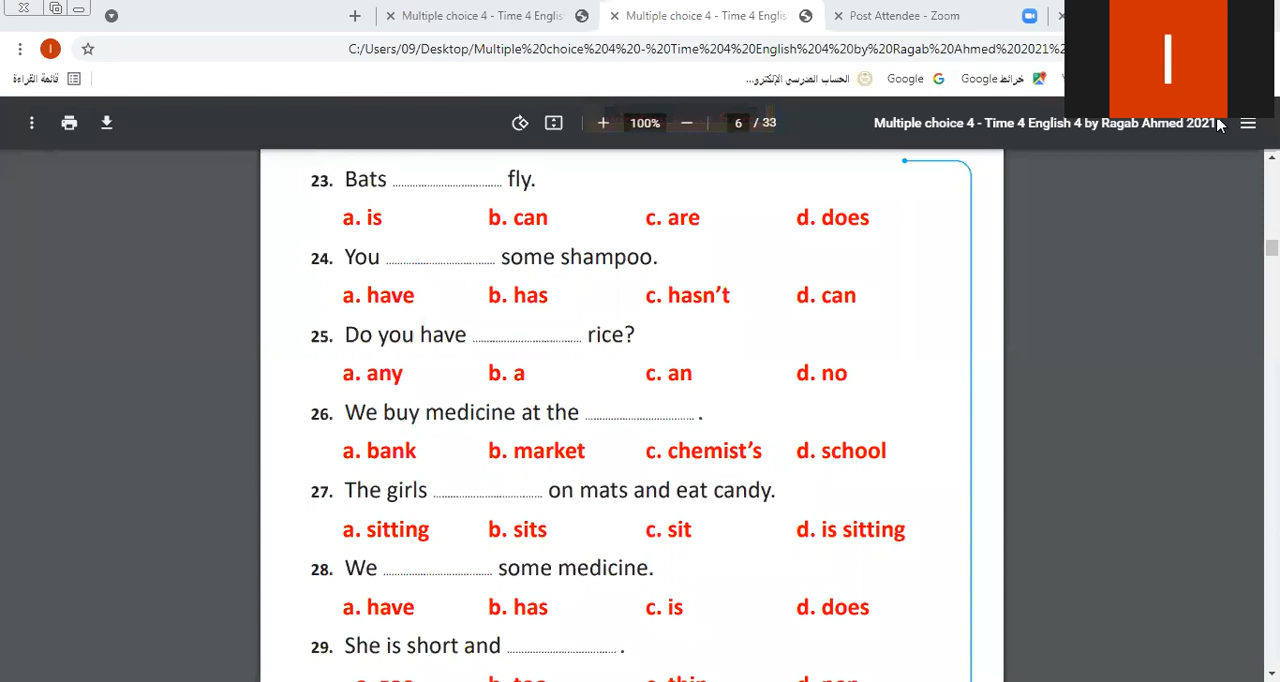 Multiple choice 4 - Time 4 Englis
Multiple choice 4 - Time 4 Englis
Post Attendee - Zoom
I
C:/Users/09/Desktop/Multiple%20choice%204%20-%20Time%204%20English%204%20by%20Ragab%20Ahmed%202021%
قائمة القراءة
الحساب المدرسي الإلكترو...
Google
خرائط Google
I
100%
6 / 33
Multiple choice 4 - Time 4 English 4 by Ragab Ahmed 2021
23. Bats ........................ fly.
a. is b. can c. are d. does
24. You ........................ some shampoo.
a. have b. has c. hasn't d. can
25. Do you have ........................ rice?
a. any b. a c. an d. no
26. We buy medicine at the ........................ .
a. bank b. market c. chemist's d. school
27. The girls ........................ on mats and eat candy.
a. sitting b. sits c. sit d. is sitting
28. We ........................ some medicine.
a. have b. has c. is d. does
29. She is short and ........................ .